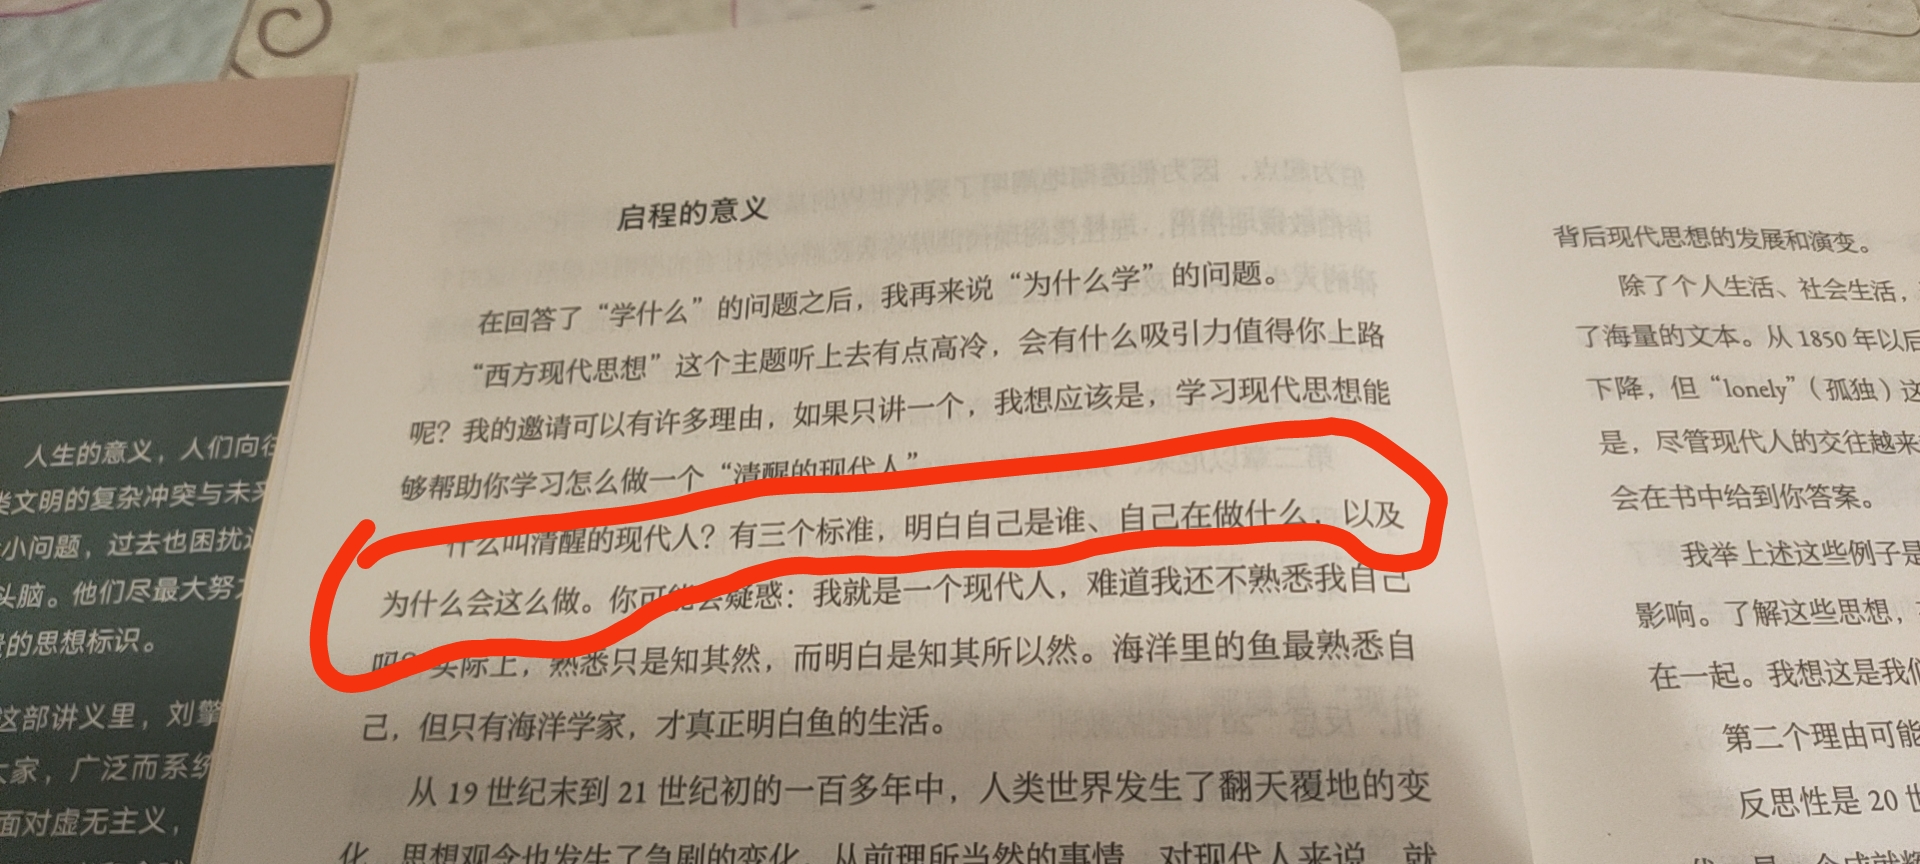 人生的意义，人们向往
类文明的复杂冲突与未来
小问题，过去也困扰
头脑。他们尽最大努力
的思想标识。
这部讲义里，刘擎
大家，广泛而系统
面对虚无主义，
启程的意义
在回答了“学什么”的问题之后，我再来说“为什么学”的问题。
“西方现代思想”这个主题听上去有点高冷，会有什么吸引力值得你上路
呢？我的邀请可以有许多理由，如果只讲一个，我想应该是，学习现代思想能
够帮助你学习怎么做一个“清醒的现代人”
什么叫清醒的现代人？有三个标准，明白自己是谁、自己在做什么，以及
为什么会这么做。你可能会疑惑：我就是一个现代人，难道我还不熟悉我自己
吗？实际上，熟悉只是知其然，而明白是知其所以然。海洋里的鱼最熟悉自
己，但只有海洋学家，才真正明白鱼的生活。
从 19 世纪末到 21 世纪初的一百多年中，人类世界发生了翻天覆地的变
化，思想观念也发生了急剧的变化，从前理所当然的事情，对现代人来说，就
背后现代思想的发展和演变。
除了个人生活、社会生活，
了海量的文本。从 1850 年以后
下降，但“lonely”（孤独）这
是，尽管现代人的交往越来
会在书中给到你答案。
我举上述这些例子是
影响。了解这些思想，
在一起。我想这是我们
第二个理由可能
反思性是 20 世